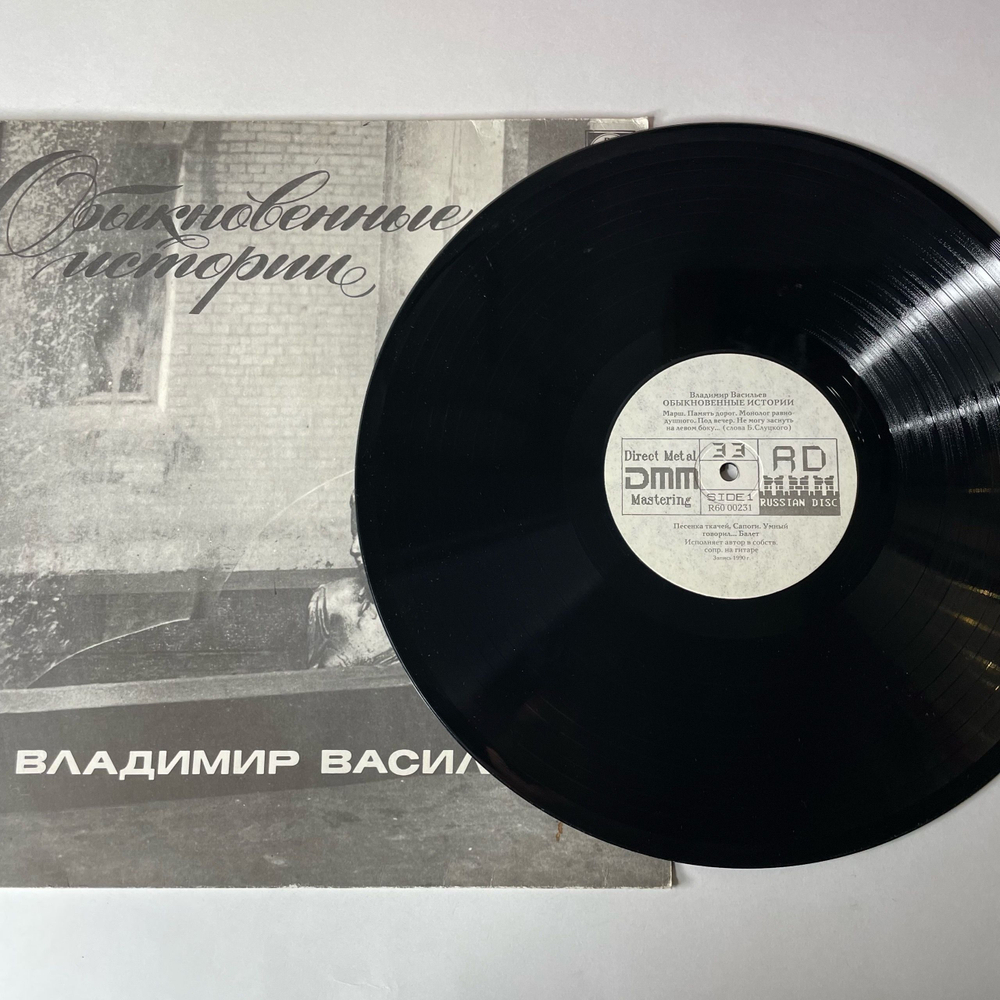 Обыкновенные
истории
ВЛАДИМИР ВАСИЛ
Владимир Васильев
ОБЫКНОВЕННЫЕ ИСТОРИИ
Марш. Память дорог. Монолог равно-
душного. Под вечер. Не могу заснуть
на левом боку... (слова Б.Слуцкого)
Direct Metal
DMM
Mastering
33
SIDE 1
R60 00231
RD
RUSSIAN DISC
Песенка ткачей, Сапоги. Умный
говорил... Балет
Исполняет автор в собств.
сопр. на гитаре
Запись 1990 г.